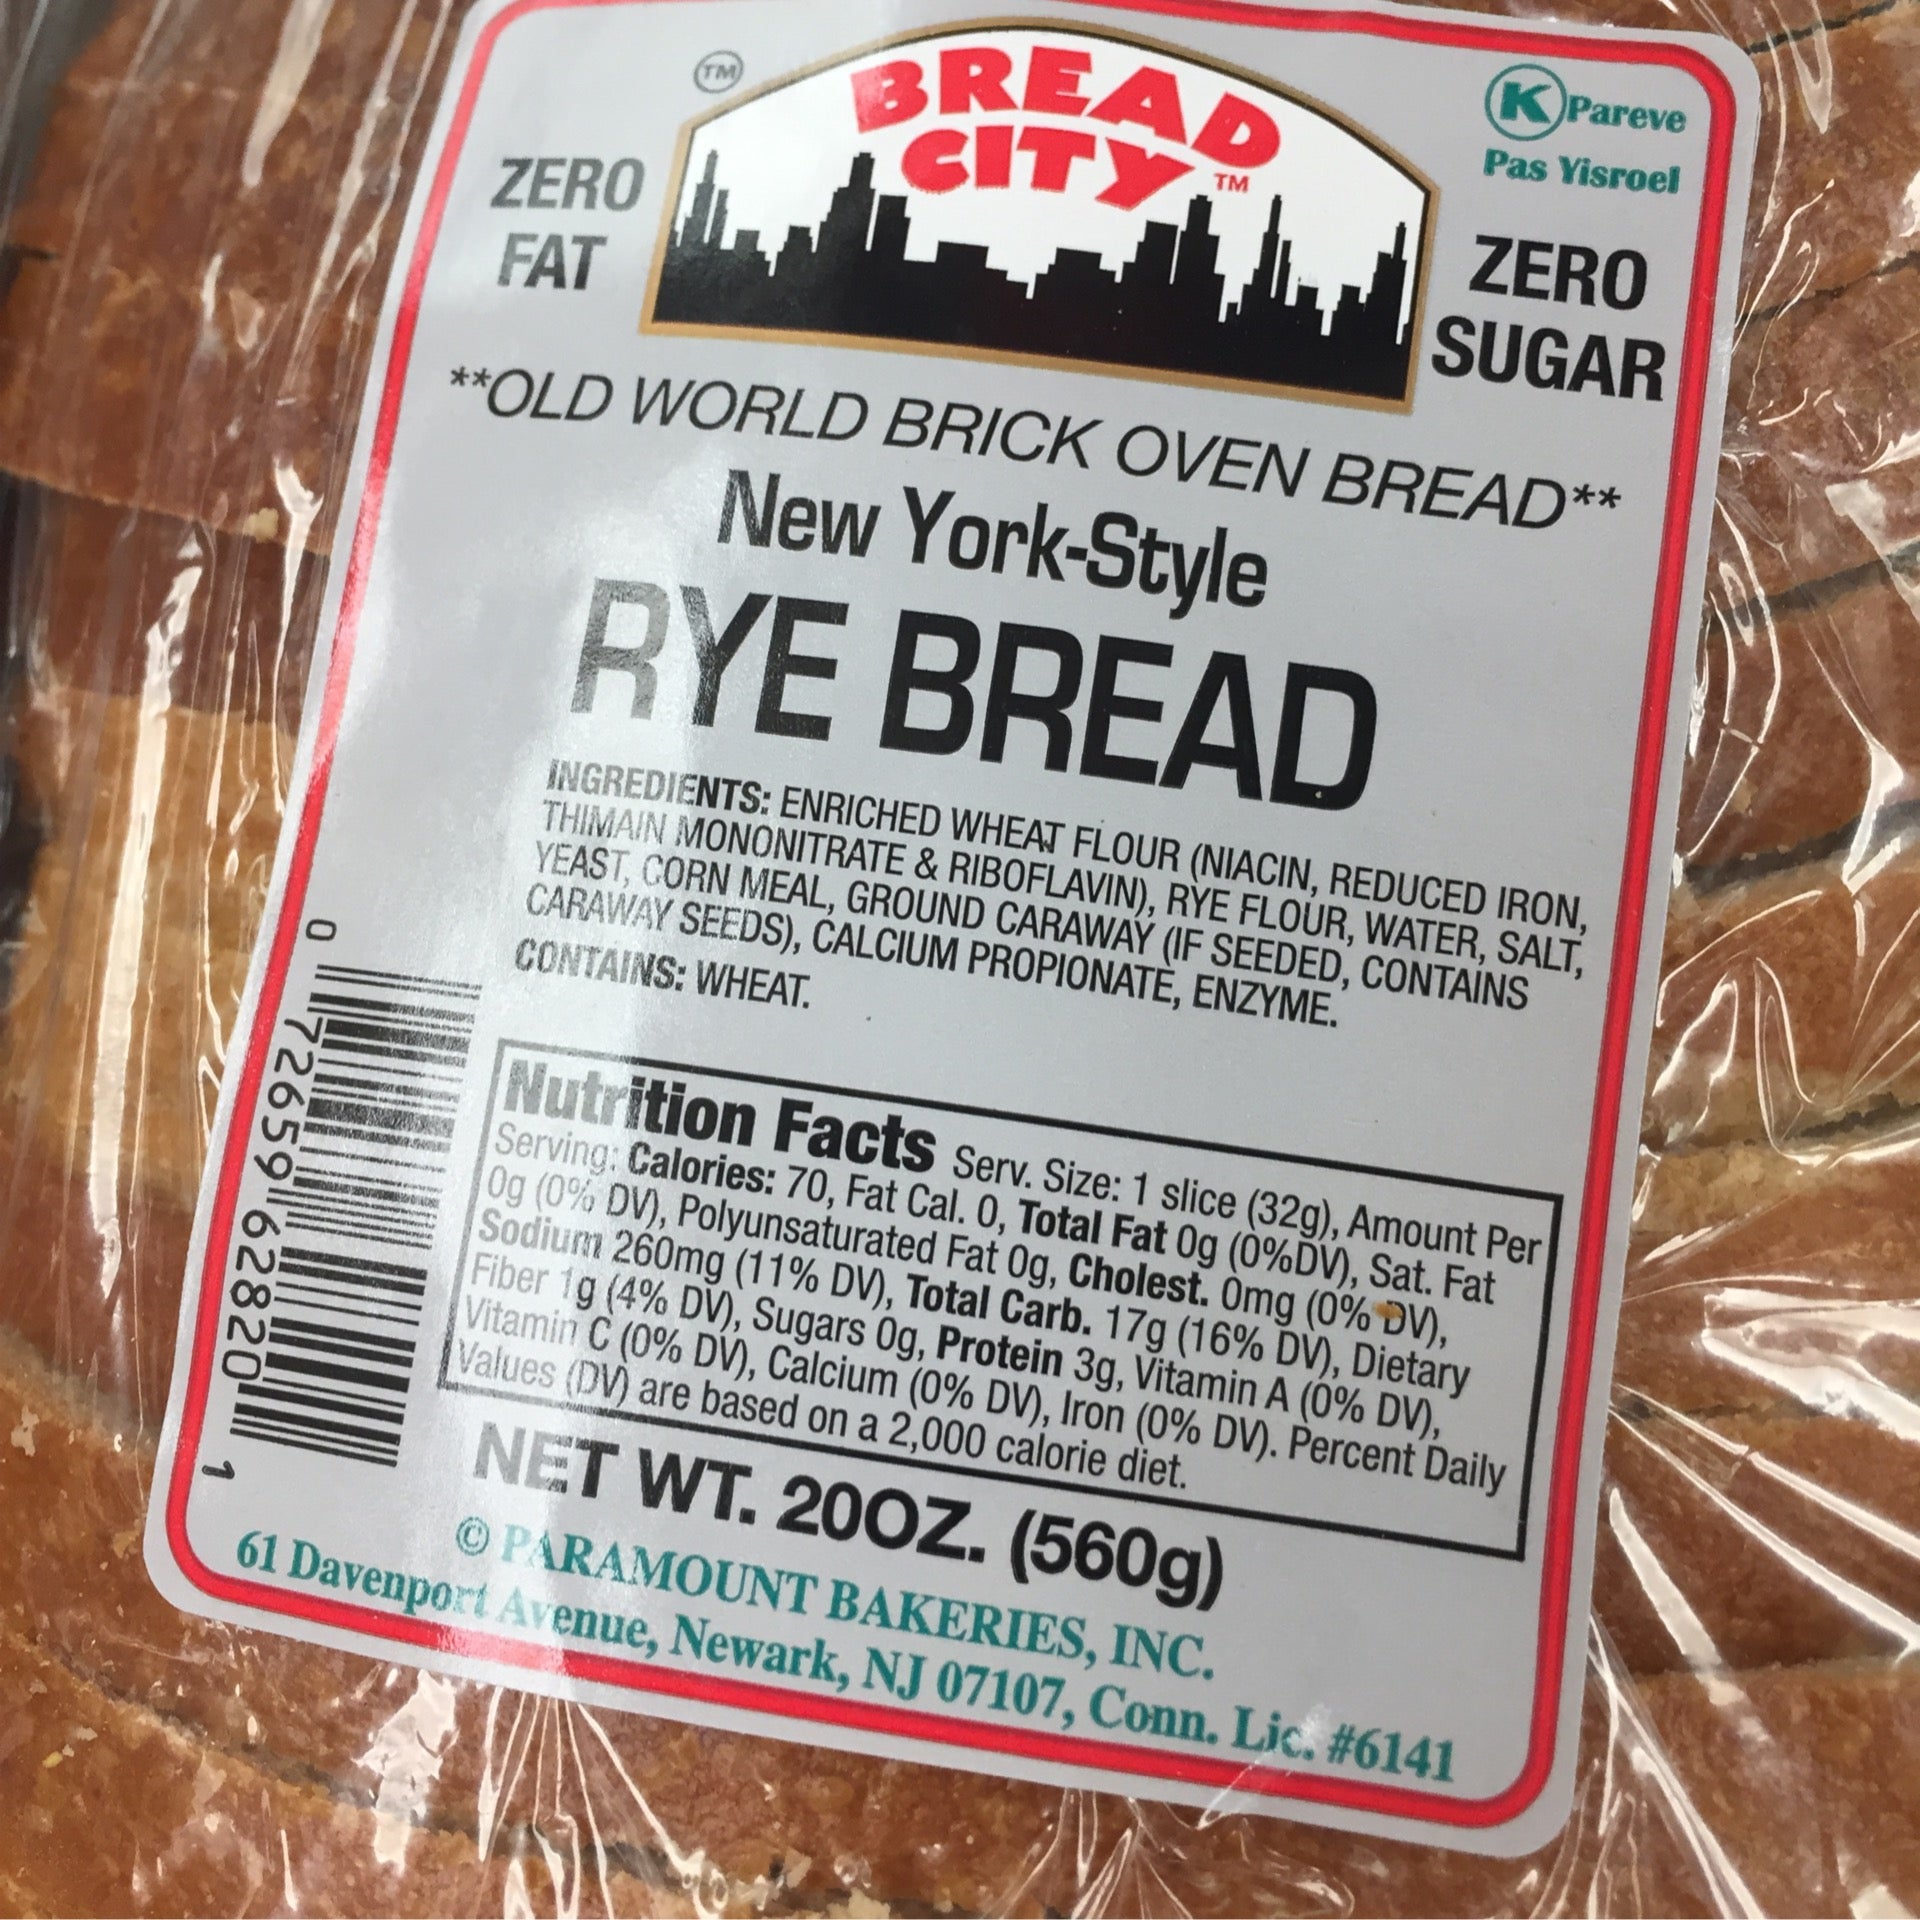 TM
BREAD
CITY™
K Pareve
Pas Yisroel
ZERO
FAT
ZERO
SUGAR
**OLD WORLD BRICK OVEN BREAD**
New York-Style
RYE BREAD
INGREDIENTS: ENRICHED WHEAT FLOUR (NIACIN, REDUCED IRON,
THIMAIN MONONITRATE & RIBOFLAVIN), RYE FLOUR, WATER, SALT,
YEAST, CORN MEAL, GROUND CARAWAY (IF SEEDED, CONTAINS
CARAWAY SEEDS), CALCIUM PROPIONATE, ENZYME.
CONTAINS: WHEAT.
0 72659 62820 1
Nutrition Facts Serv. Size: 1 slice (32g), Amount Per
Serving: Calories: 70, Fat Cal. 0, Total Fat 0g (0%DV), Sat. Fat
0g (0% DV), Polyunsaturated Fat 0g, Cholest. 0mg (0% DV),
Sodium 260mg (11% DV), Total Carb. 17g (16% DV), Dietary
Fiber 1g (4% DV), Sugars 0g, Protein 3g, Vitamin A (0% DV),
Vitamin C (0% DV), Calcium (0% DV), Iron (0% DV). Percent Daily
Values (DV) are based on a 2,000 calorie diet.
NET WT. 20OZ. (560g)
© PARAMOUNT BAKERIES, INC.
61 Davenport Avenue, Newark, NJ 07107, Conn. Lic. #6141